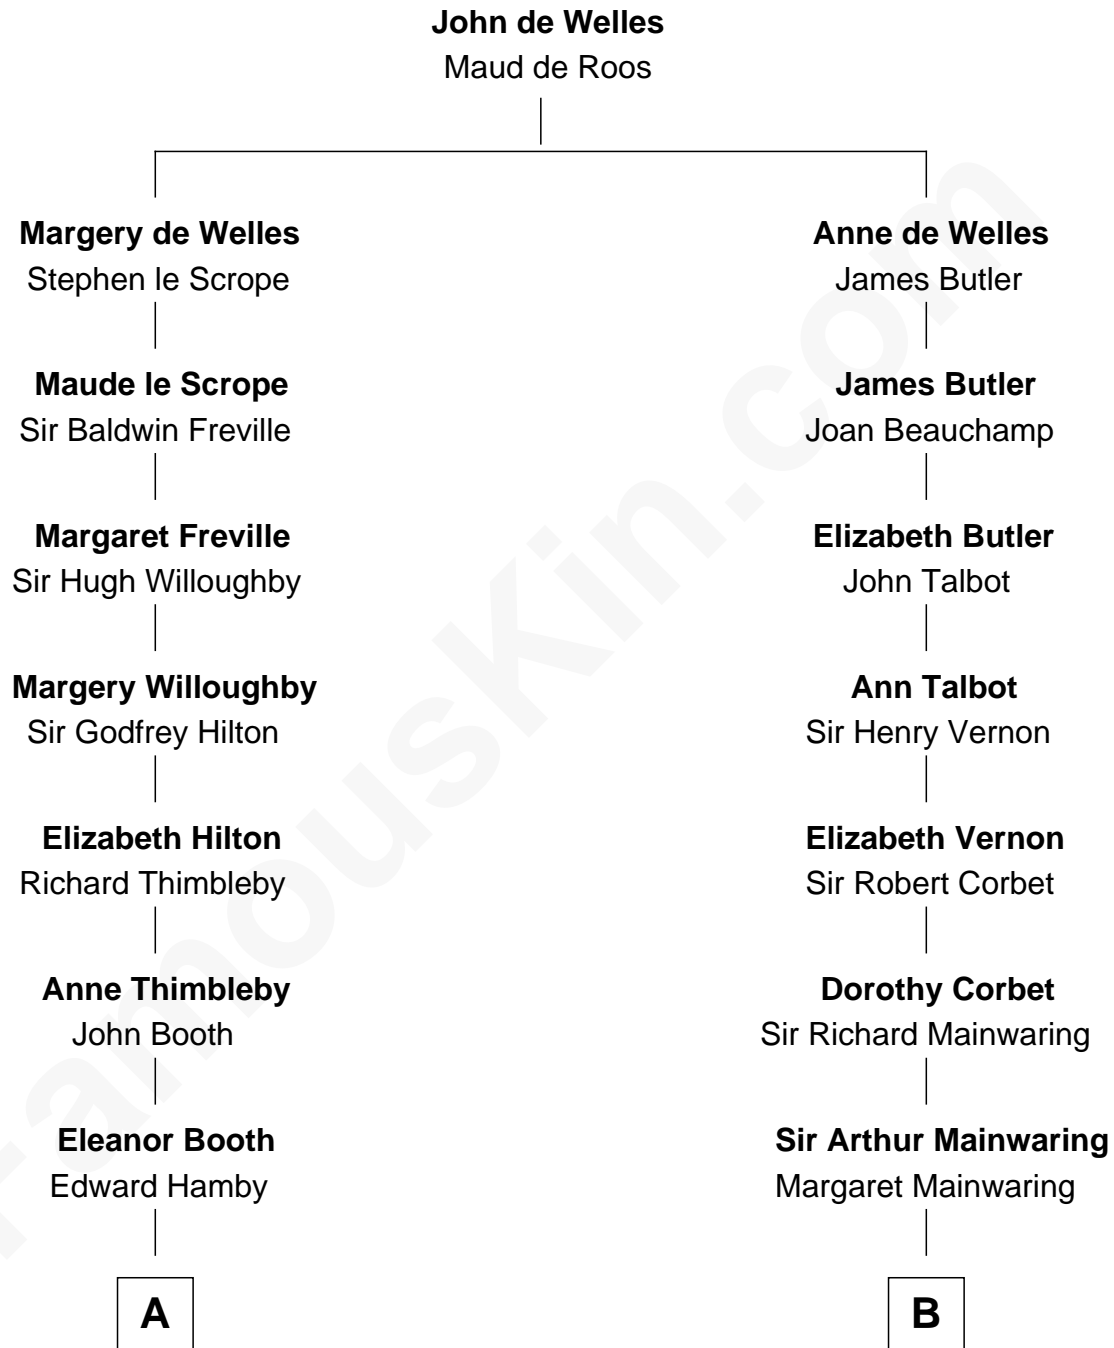 John de Welles
Maud de Roos
Margery de Welles
Stephen le Scrope
Anne de Welles
James Butler
Maude le Scrope
Sir Baldwin Freville
James Butler
Joan Beauchamp
Margaret Freville
Sir Hugh Willoughby
Elizabeth Butler
John Talbot
Margery Willoughby
Sir Godfrey Hilton
Ann Talbot
Sir Henry Vernon
Elizabeth Hilton
Richard Thimbleby
Elizabeth Vernon
Sir Robert Corbet
Anne Thimbleby
John Booth
Dorothy Corbet
Sir Richard Mainwaring
Eleanor Booth
Edward Hamby
Sir Arthur Mainwaring
Margaret Mainwaring
A
B
FamousKin.com